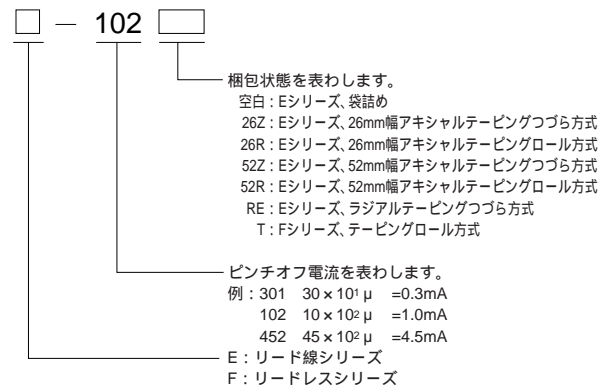 □ － 102 □
梱包状態を表わします。
空白：Eシリーズ、袋詰め
26Z：Eシリーズ、26mm幅アキシャルテーピングつづら方式
26R：Eシリーズ、26mm幅アキシャルテーピングロール方式
52Z：Eシリーズ、52mm幅アキシャルテーピングつづら方式
52R：Eシリーズ、52mm幅アキシャルテーピングロール方式
RE：Eシリーズ、ラジアルテーピングつづら方式
T：Fシリーズ、テーピングロール方式
ピンチオフ電流を表わします。
例：301 30×10¹μ =0.3mA
102 10×10²μ =1.0mA
452 45×10²μ =4.5mA
E：リード線シリーズ
F：リードレスシリーズ